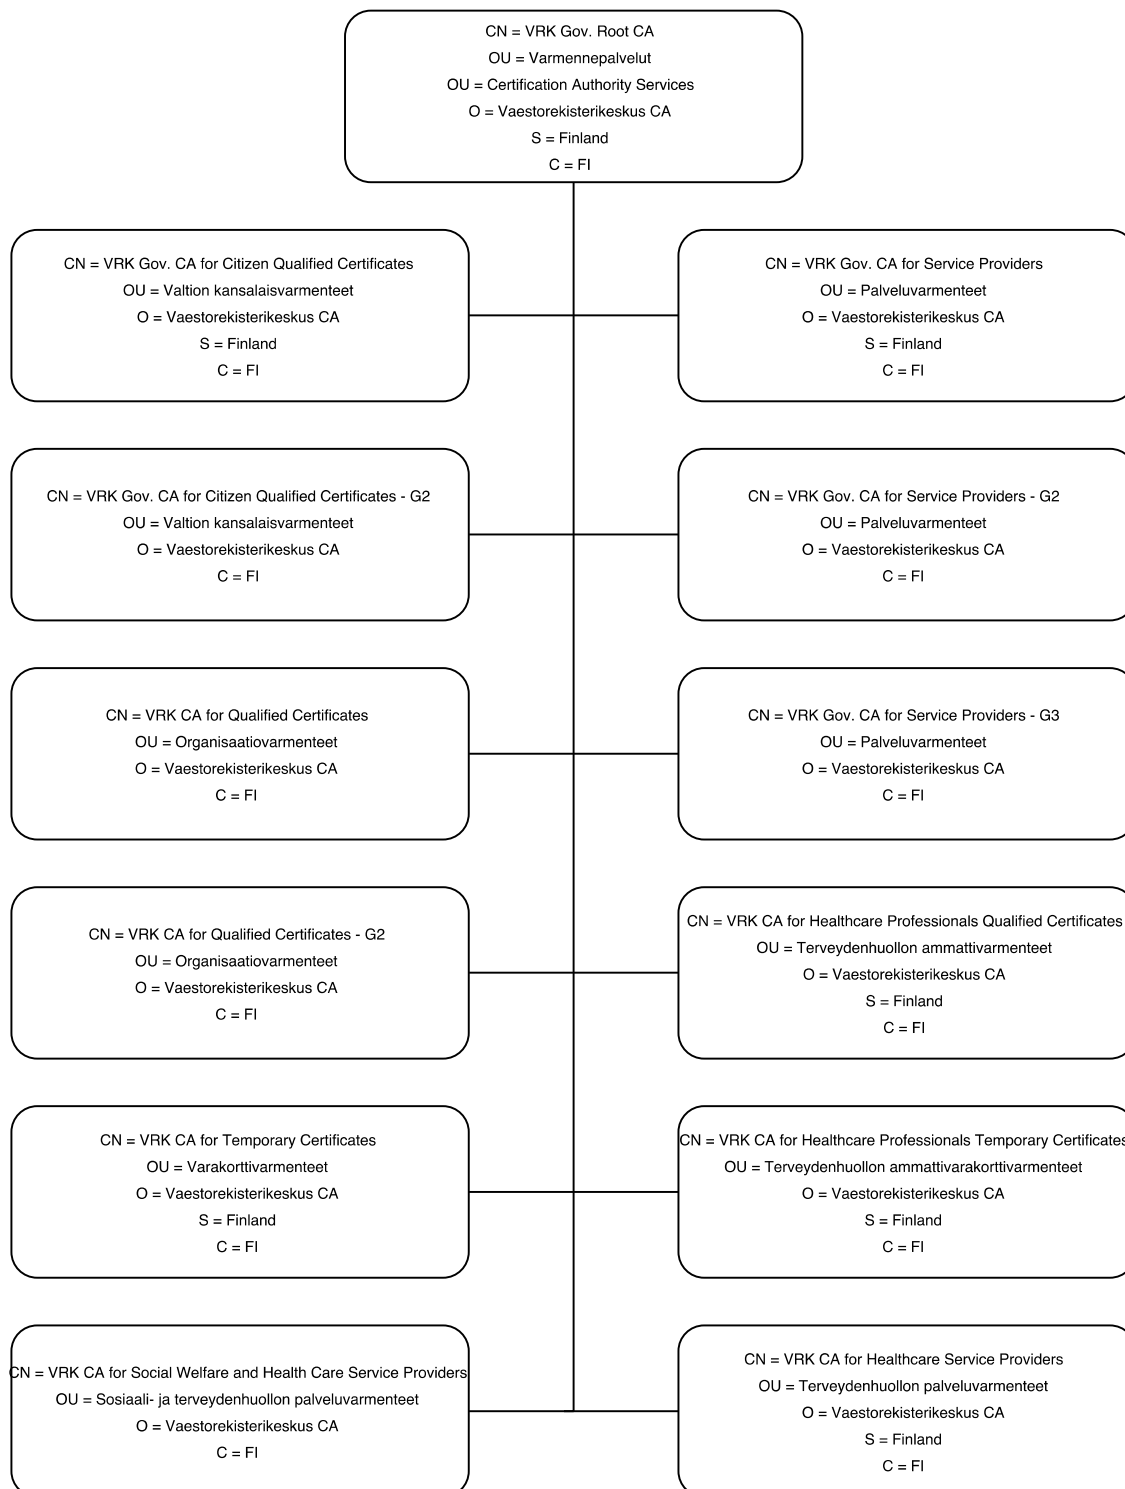 CN = VRK Gov. Root CA
OU = Varmennepalvelut
OU = Certification Authority Services
O = Vaestorekisterikeskus CA
S = Finland
C = FI
CN = VRK Gov. CA for Citizen Qualified Certificates
OU = Valtion kansalaisvarmenteet
O = Vaestorekisterikeskus CA
S = Finland
C = FI
CN = VRK Gov. CA for Service Providers
OU = Palveluvarmenteet
O = Vaestorekisterikeskus CA
S = Finland
C = FI
CN = VRK Gov. CA for Citizen Qualified Certificates - G2
OU = Valtion kansalaisvarmenteet
O = Vaestorekisterikeskus CA
C = FI
CN = VRK Gov. CA for Service Providers - G2
OU = Palveluvarmenteet
O = Vaestorekisterikeskus CA
C = FI
CN = VRK CA for Qualified Certificates
OU = Organisaatiovarmenteet
O = Vaestorekisterikeskus CA
C = FI
CN = VRK Gov. CA for Service Providers - G3
OU = Palveluvarmenteet
O = Vaestorekisterikeskus CA
C = FI
CN = VRK CA for Qualified Certificates - G2
OU = Organisaatiovarmenteet
O = Vaestorekisterikeskus CA
C = FI
CN = VRK CA for Healthcare Professionals Qualified Certificates
OU = Terveydenhuollon ammattivarmenteet
O = Vaestorekisterikeskus CA
S = Finland
C = FI
CN = VRK CA for Temporary Certificates
OU = Varakorttivarmenteet
O = Vaestorekisterikeskus CA
S = Finland
C = FI
CN = VRK CA for Healthcare Professionals Temporary Certificates
OU = Terveydenhuollon ammattivarakorttivarmenteet
O = Vaestorekisterikeskus CA
S = Finland
C = FI
CN = VRK CA for Social Welfare and Health Care Service Providers
OU = Sosiaali- ja terveydenhuollon palveluvarmenteet
O = Vaestorekisterikeskus CA
C = FI
CN = VRK CA for Healthcare Service Providers
OU = Terveydenhuollon palveluvarmenteet
O = Vaestorekisterikeskus CA
S = Finland
C = FI